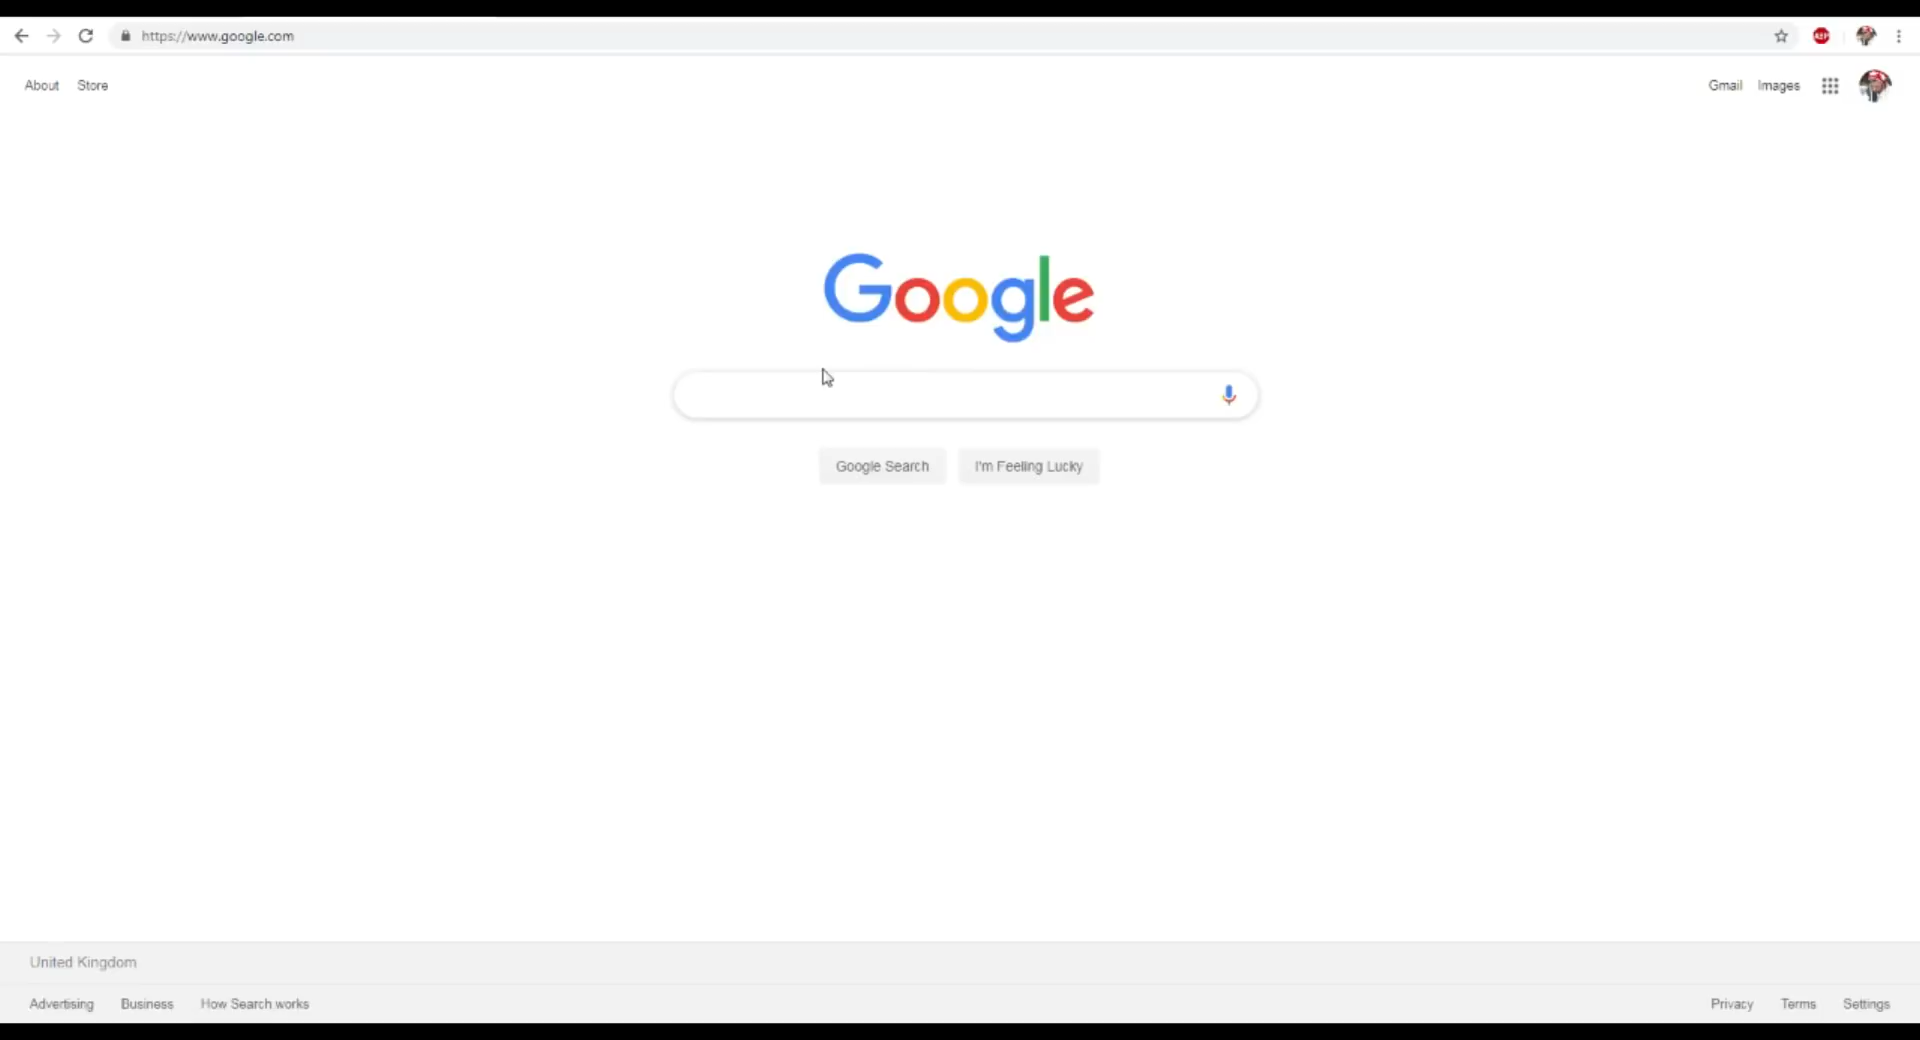 https://www.google.com
ABP
About Store
Gmail Images
Google
Google Search I'm Feeling Lucky
United Kingdom
Advertising Business How Search works
Privacy Terms Settings